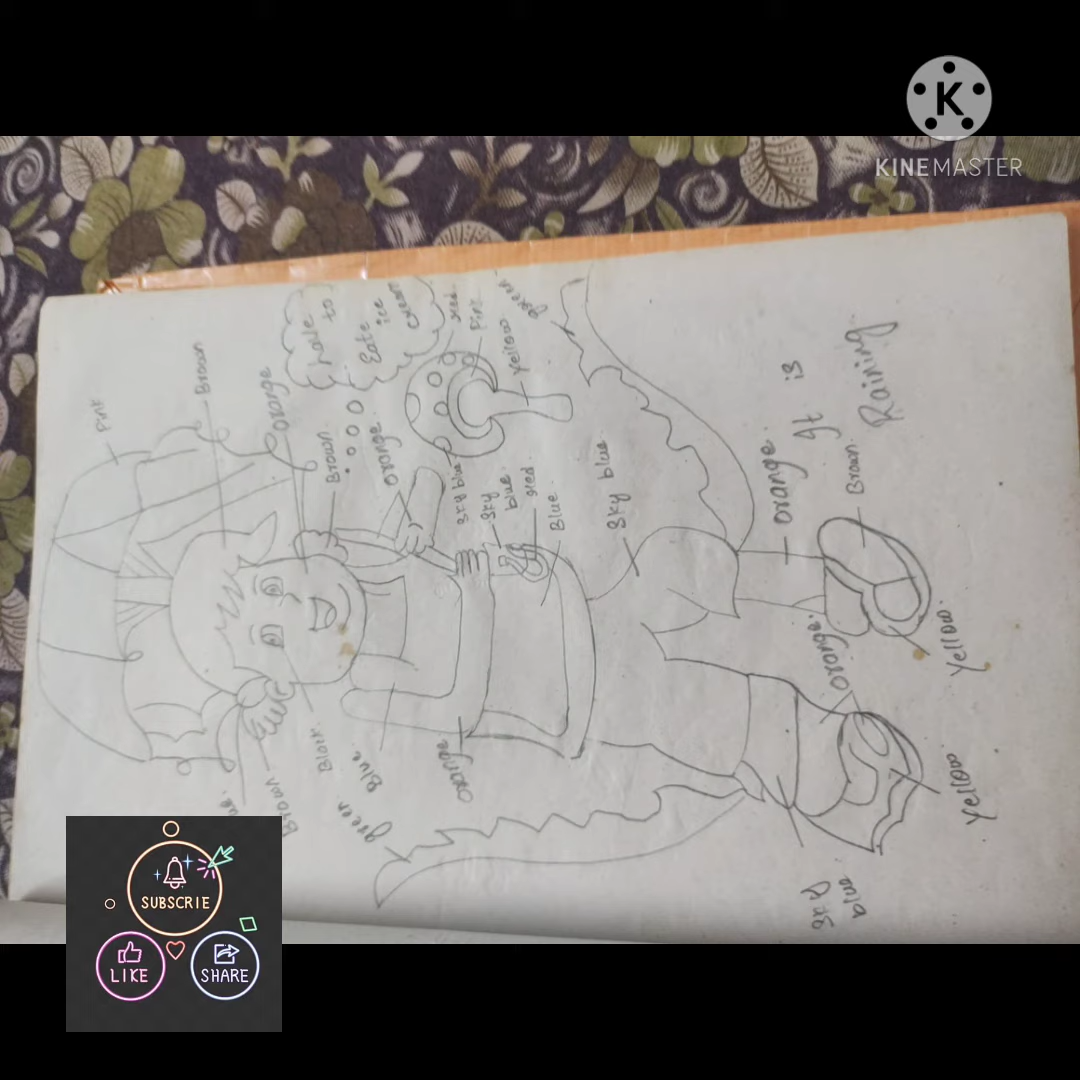 KINEMASTER
Pink
Brown
orange
Brown
have
to
Eate
ice
cream
orange
red.
Pink
Yellow
green
sky blue
sky
blue
red.
Blue
sky blue
orange.
It is
Raining
Brown
Yellow.
orange.
Yellow
sky
blue
Brown
Black.
Blue
green
orange
SUBSCRIE
LIKE
SHARE